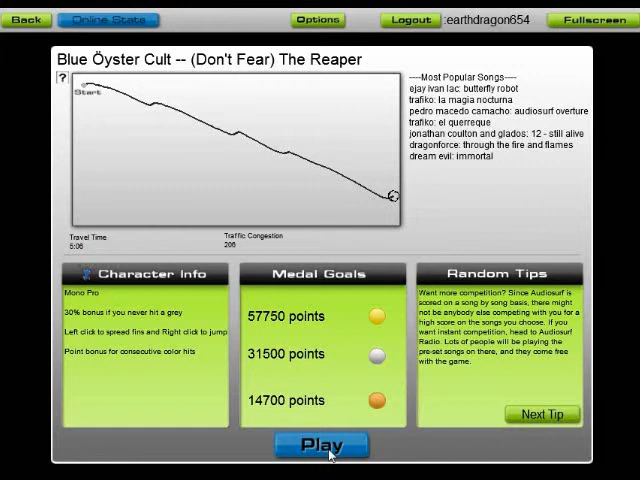 Back
Online Stats
Options
Logout
:earthdragon654
Fullscreen
Blue Öyster Cult -- (Don't Fear) The Reaper
?
Start
Travel Time
5:06
Traffic Congestion
206
----Most Popular Songs----
ejay ivan lac: butterfly robot
trafiko: la magia nocturna
pedro macedo camacho: audiosurf overture
trafiko: el querreque
jonathan coulton and glados: 12 - still alive
dragonforce: through the fire and flames
dream evil: immortal
Character Info
Mono Pro
30% bonus if you never hit a grey
Left click to spread fins and Right click to jump
Point bonus for consecutive color hits
Medal Goals
57750 points
31500 points
14700 points
Random Tips
Want more competition? Since Audiosurf is
scored on a song by song basis, there might
not be anybody else competing with you for a
high score on the songs you choose. If you
want instant competition, head to Audiosurf
Radio. Lots of people will be playing the
pre-set songs on there, and they come free
with the game.
Next Tip
Play